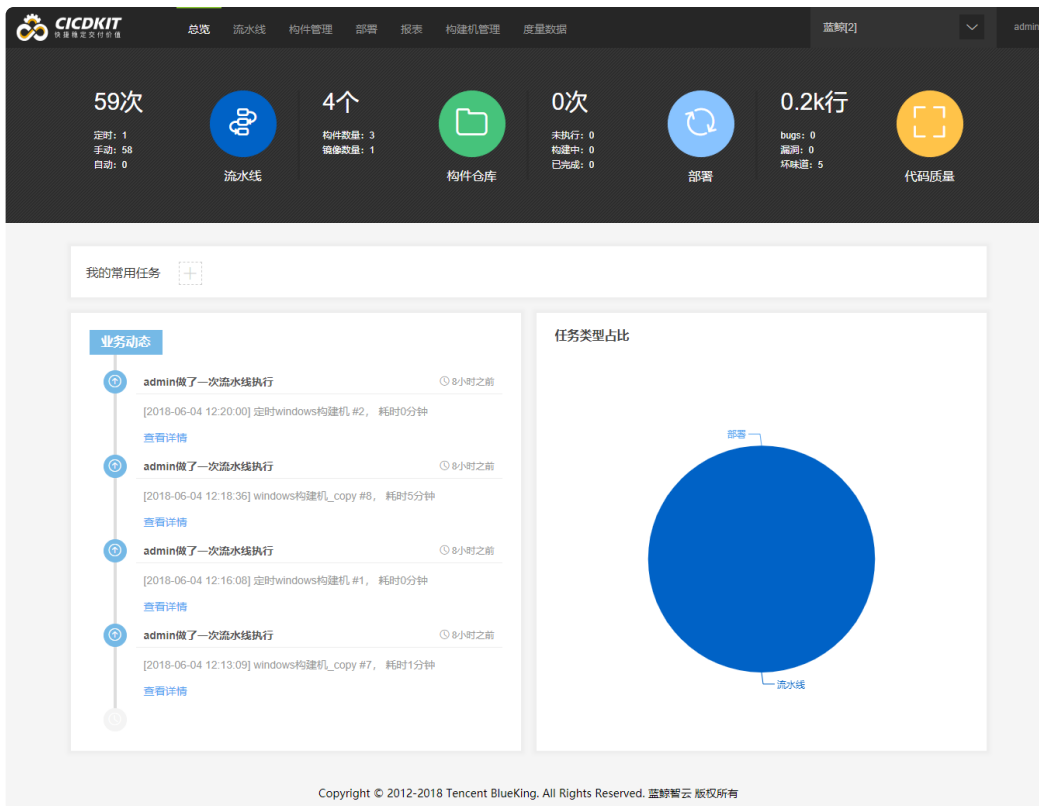 CICDKIT
快捷稳定交付价值
总览 流水线 构件管理 部署 报表 构建机管理 度量数据
蓝鲸[2]
admin
59次
定时：1
手动：58
自动：0
流水线
4个
构件数量：3
镜像数量：1
构件仓库
0次
未执行：0
构建中：0
已完成：0
部署
0.2k行
bugs：0
漏洞：0
坏味道：5
代码质量
我的常用任务
业务动态
admin做了一次流水线执行 8小时之前
[2018-06-04 12:20:00] 定时windows构建机 #2， 耗时0分钟
查看详情
admin做了一次流水线执行 8小时之前
[2018-06-04 12:18:36] windows构建机_copy #8， 耗时5分钟
查看详情
admin做了一次流水线执行 8小时之前
[2018-06-04 12:16:08] 定时windows构建机 #1， 耗时0分钟
查看详情
admin做了一次流水线执行 8小时之前
[2018-06-04 12:13:09] windows构建机_copy #7， 耗时1分钟
查看详情
任务类型占比
部署
流水线
Copyright © 2012-2018 Tencent BlueKing. All Rights Reserved. 蓝鲸智云 版权所有